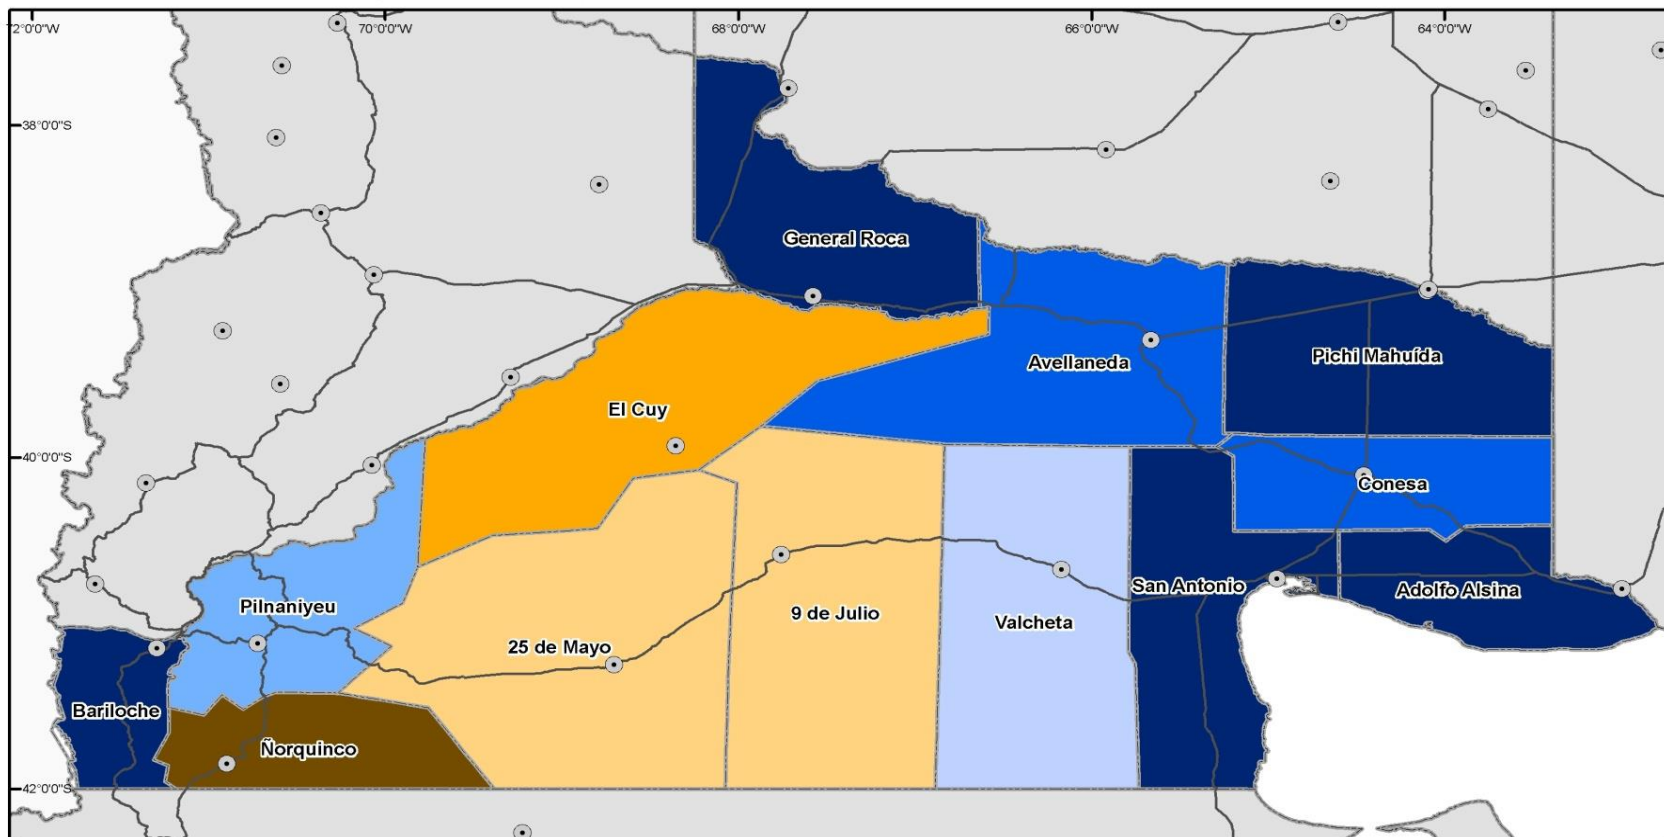 72°0'0"W
70°0'0"W
68°0'0"W
66°0'0"W
64°0'0"W
38°0'0"S
General Roca
Pichi Mahuída
Avellaneda
El Cuy
40°0'0"S
Conesa
San Antonio
Adolfo Alsina
Pilnaniyeu
9 de Julio
Valcheta
25 de Mayo
Bariloche
Ñorquinco
42°0'0"S